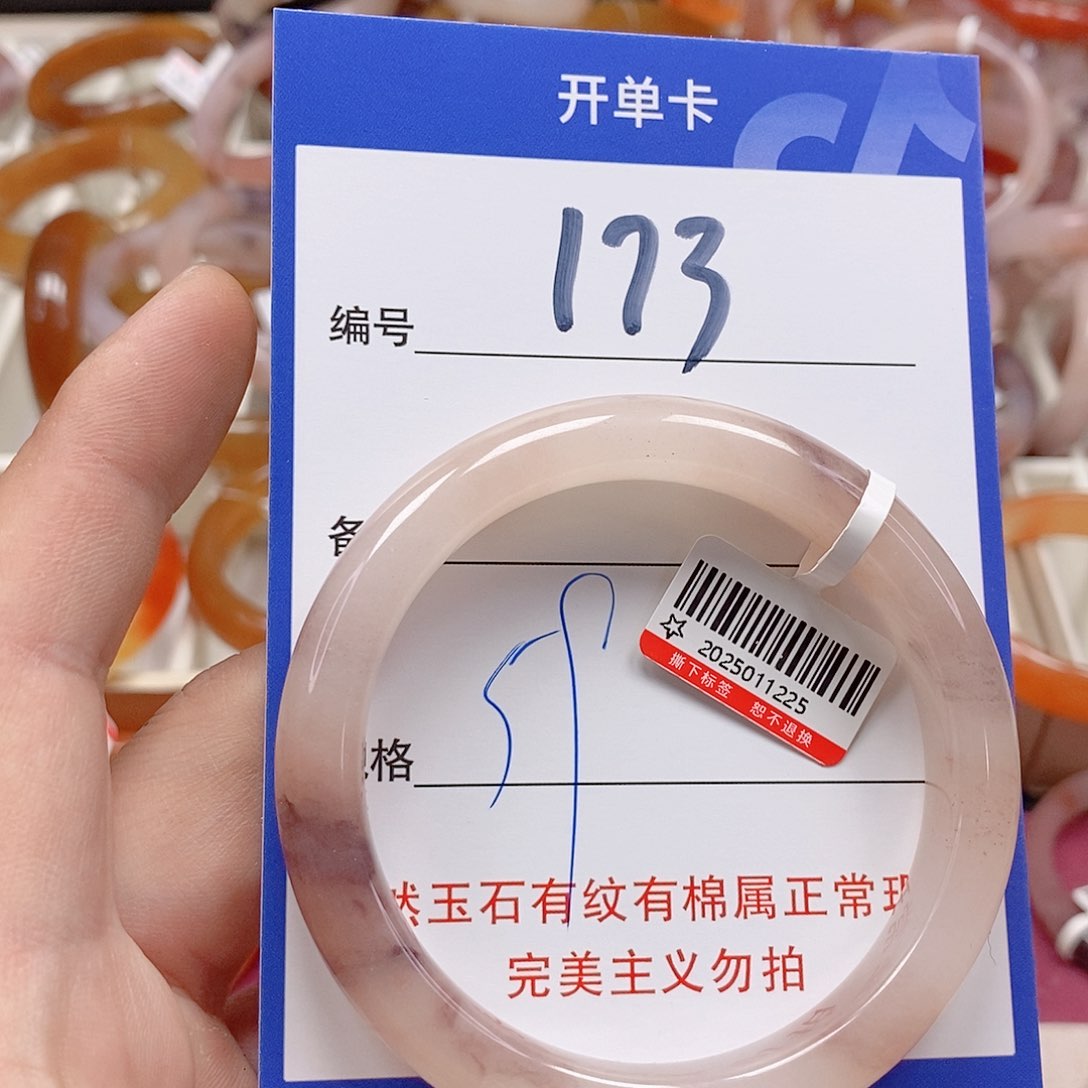 开单卡
编号 173
备
格
2025011225
撕下标签 恕不退换
然玉石有纹有棉属正常现
完美主义勿拍